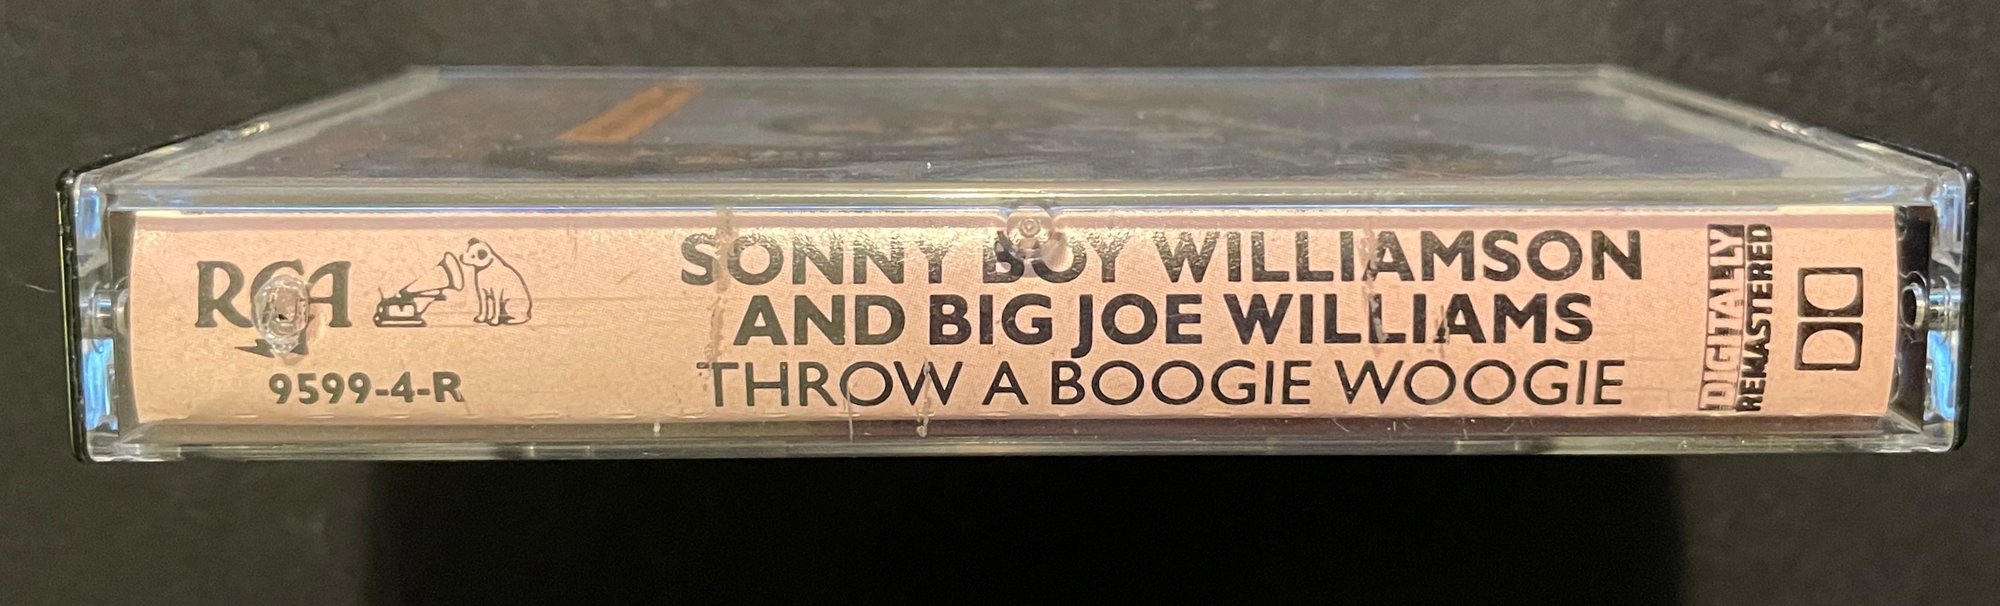 RCA
9599-4-R
SONNY BOY WILLIAMSON
AND BIG JOE WILLIAMS
THROW A BOOGIE WOOGIE
DIGITALLY
REMASTERED